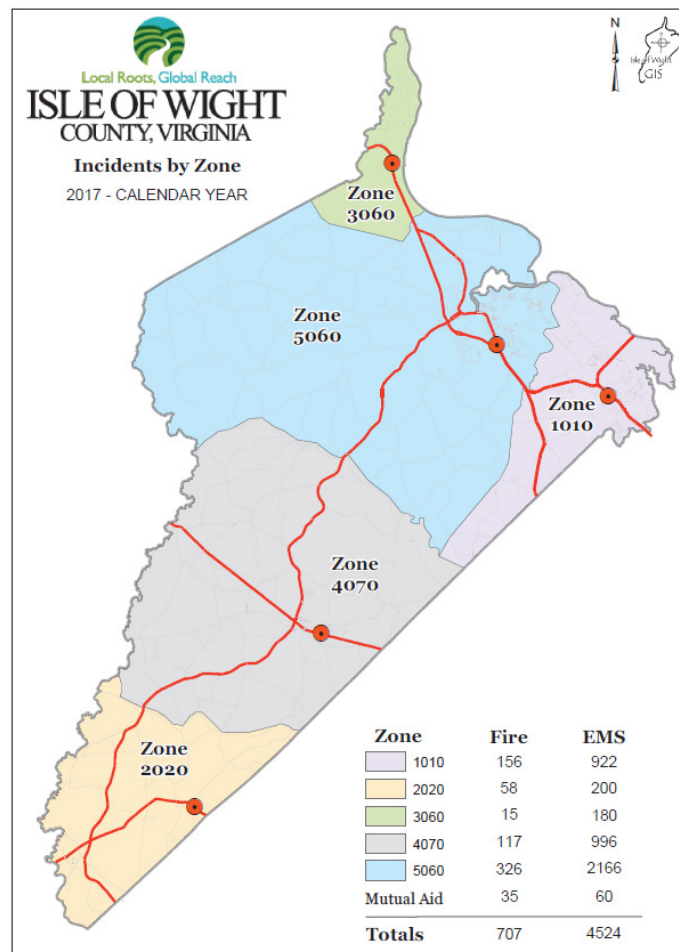 Local Roots, Global Reach
ISLE OF WIGHT
COUNTY, VIRGINIA
Incidents by Zone
2017 - CALENDAR YEAR
N
Isle of Wight
GIS
Zone
3060
Zone
5060
Zone
1010
Zone
4070
Zone
2020
Zone Fire EMS
1010 156 922
2020 58 200
3060 15 180
4070 117 996
5060 326 2166
Mutual Aid 35 60
Totals 707 4524